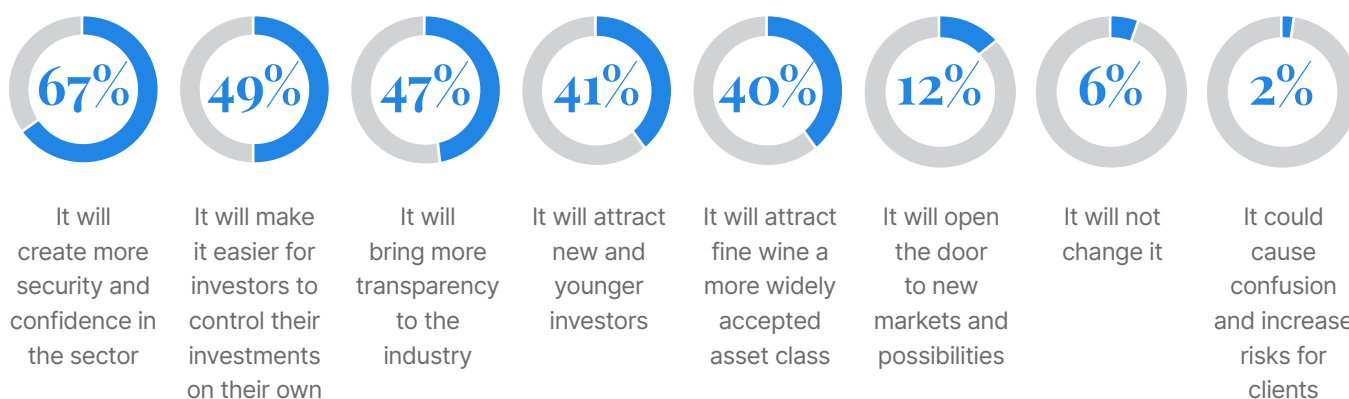 67%
It will
create more
security and
confidence in
the sector
49%
It will make
it easier for
investors to
control their
investments
on their own
47%
It will
bring more
transparency
to the
industry
41%
It will attract
new and
younger
investors
40%
It will attract
fine wine a
more widely
accepted
asset class
12%
It will open
the door
to new
markets and
possibilities
6%
It will not
change it
2%
It could
cause
confusion
and increase
risks for
clients